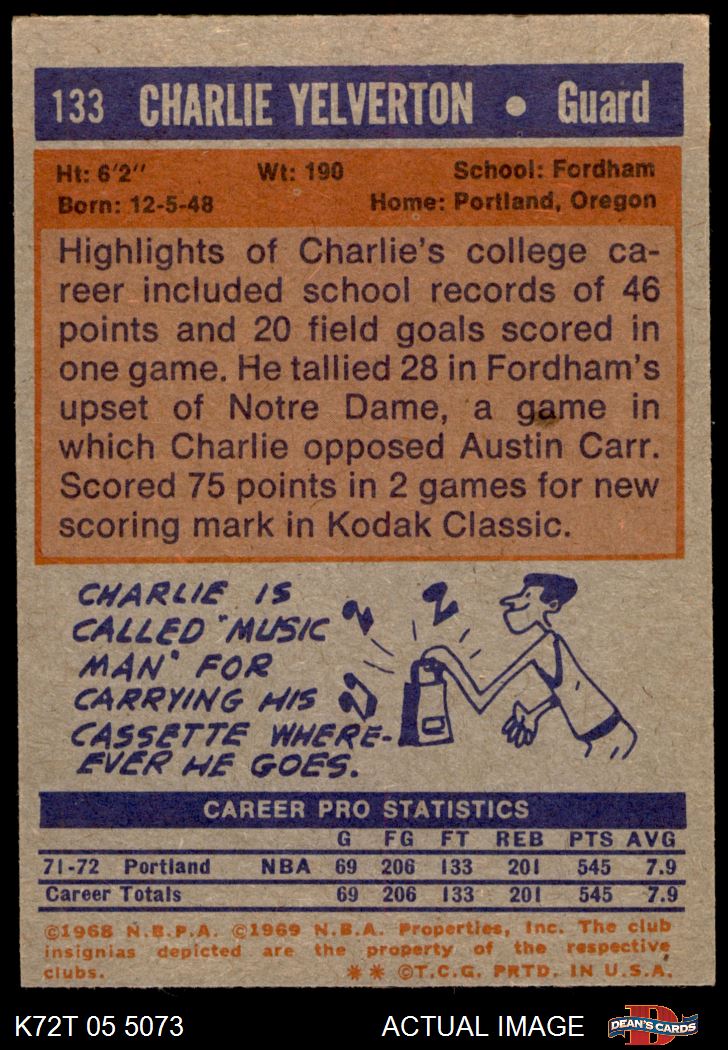 133 CHARLIE YELVERTON • Guard
Ht: 6'2" Wt: 190 School: Fordham
Born: 12-5-48 Home: Portland, Oregon
Highlights of Charlie's college ca-
reer included school records of 46
points and 20 field goals scored in
one game. He tallied 28 in Fordham's
upset of Notre Dame, a game in
which Charlie opposed Austin Carr.
Scored 75 points in 2 games for new
scoring mark in Kodak Classic.
CHARLIE IS
CALLED "MUSIC
MAN" FOR
CARRYING HIS
CASSETTE WHERE-
EVER HE GOES.
CAREER PRO STATISTICS
G FG FT REB PTS AVG
71-72 Portland NBA 69 206 133 201 545 7.9
Career Totals 69 206 133 201 545 7.9
©1968 N.B.P.A. ©1969 N.B.A. Properties, Inc. The club
insignias depicted are the property of the respective
clubs. ** ©T.C.G. PRTD. IN U.S.A.
K72T 05 5073 ACTUAL IMAGE D DEAN'S CARDS